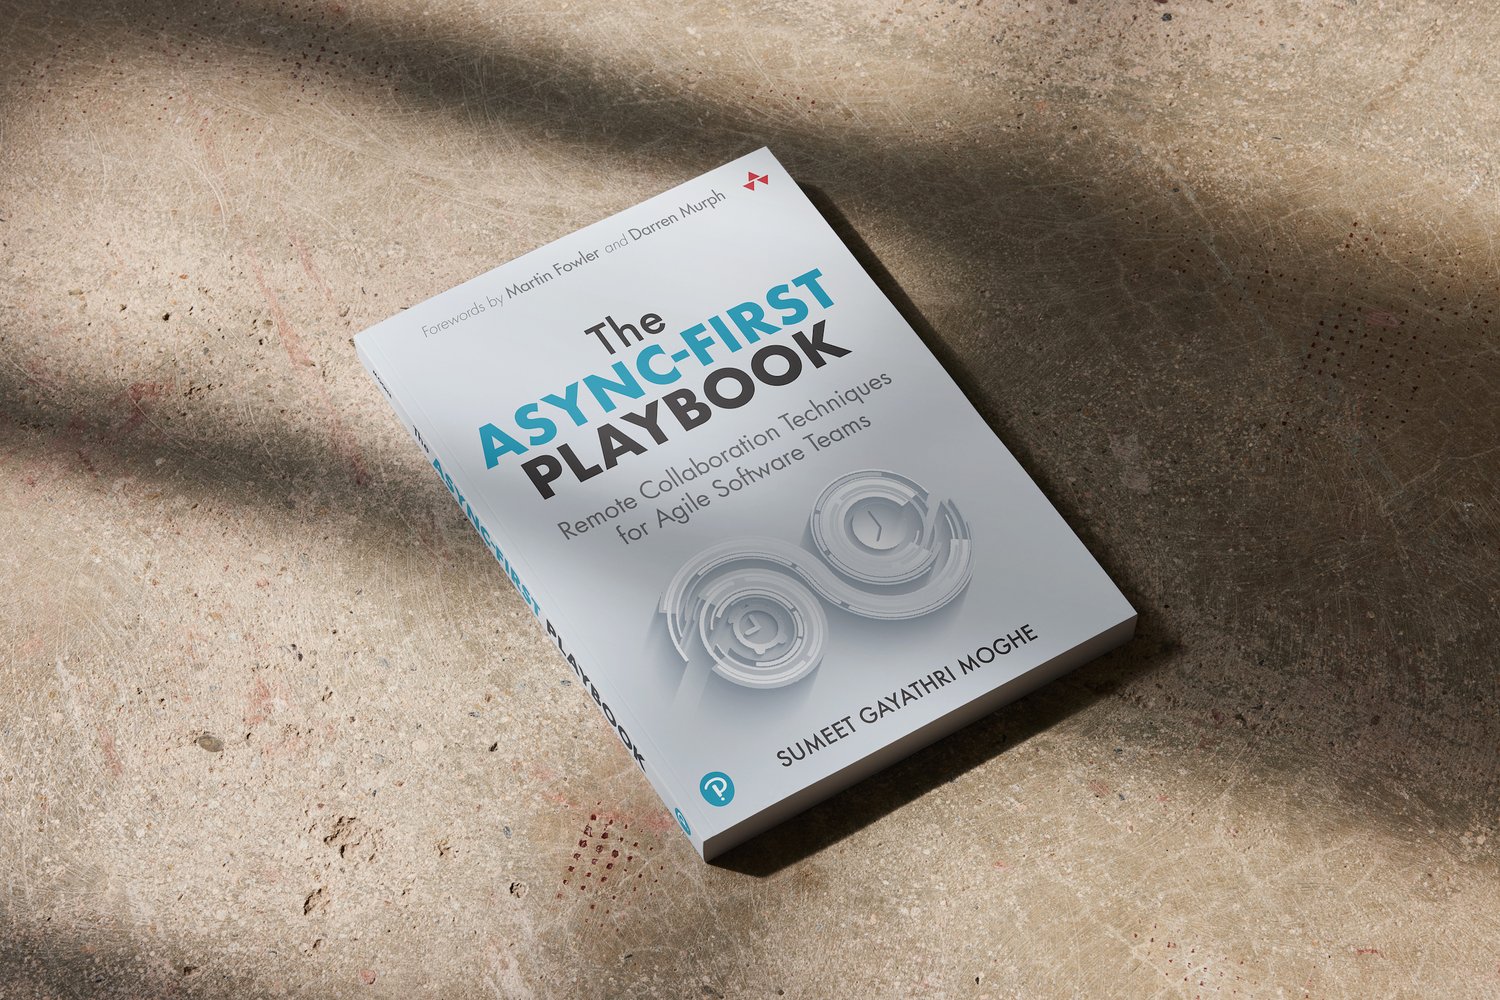 Forewords by Martin Fowler and Darren Murph
The
ASYNC-FIRST
PLAYBOOK
Remote Collaboration Techniques
for Agile Software Teams
SUMEET GAYATHRI MOGHE
The ASYNC-FIRST PLAYBOOK